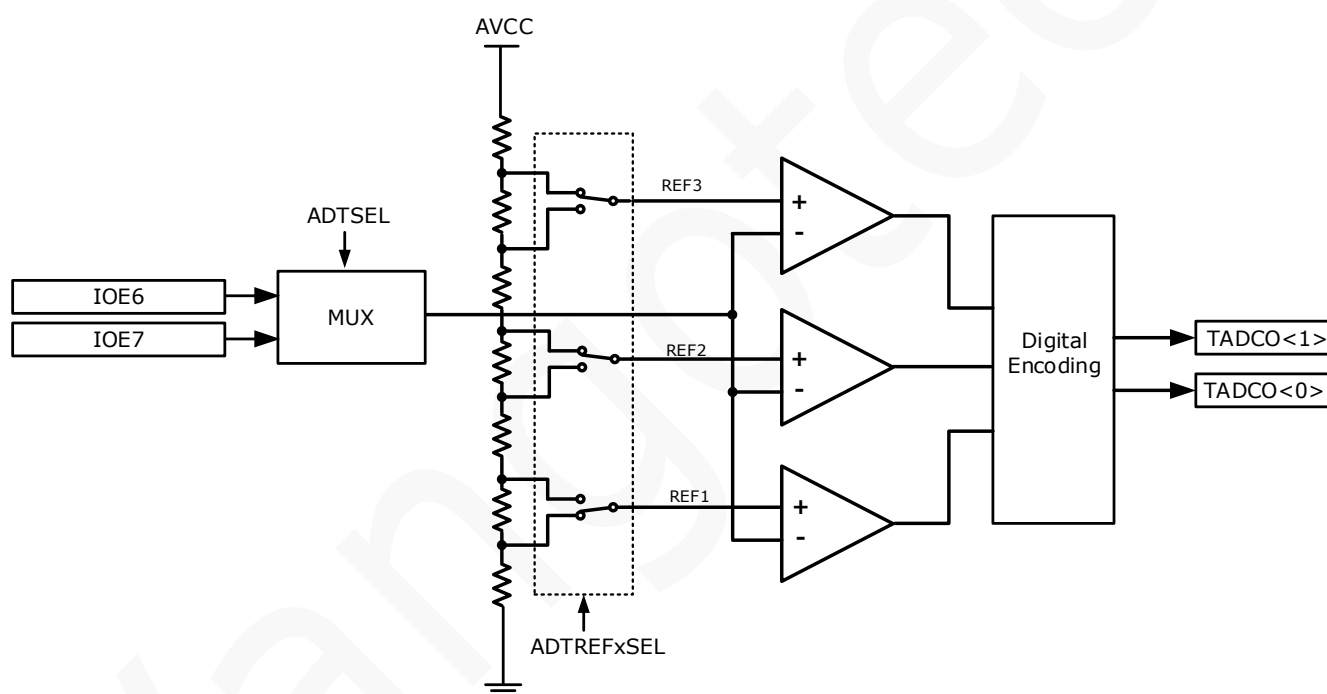 AVCC
ADTSEL
IOE6
IOE7
MUX
REF3
REF2
REF1
+
-
+
-
+
-
Digital
Encoding
TADCO<1>
TADCO<0>
ADTREFxSEL